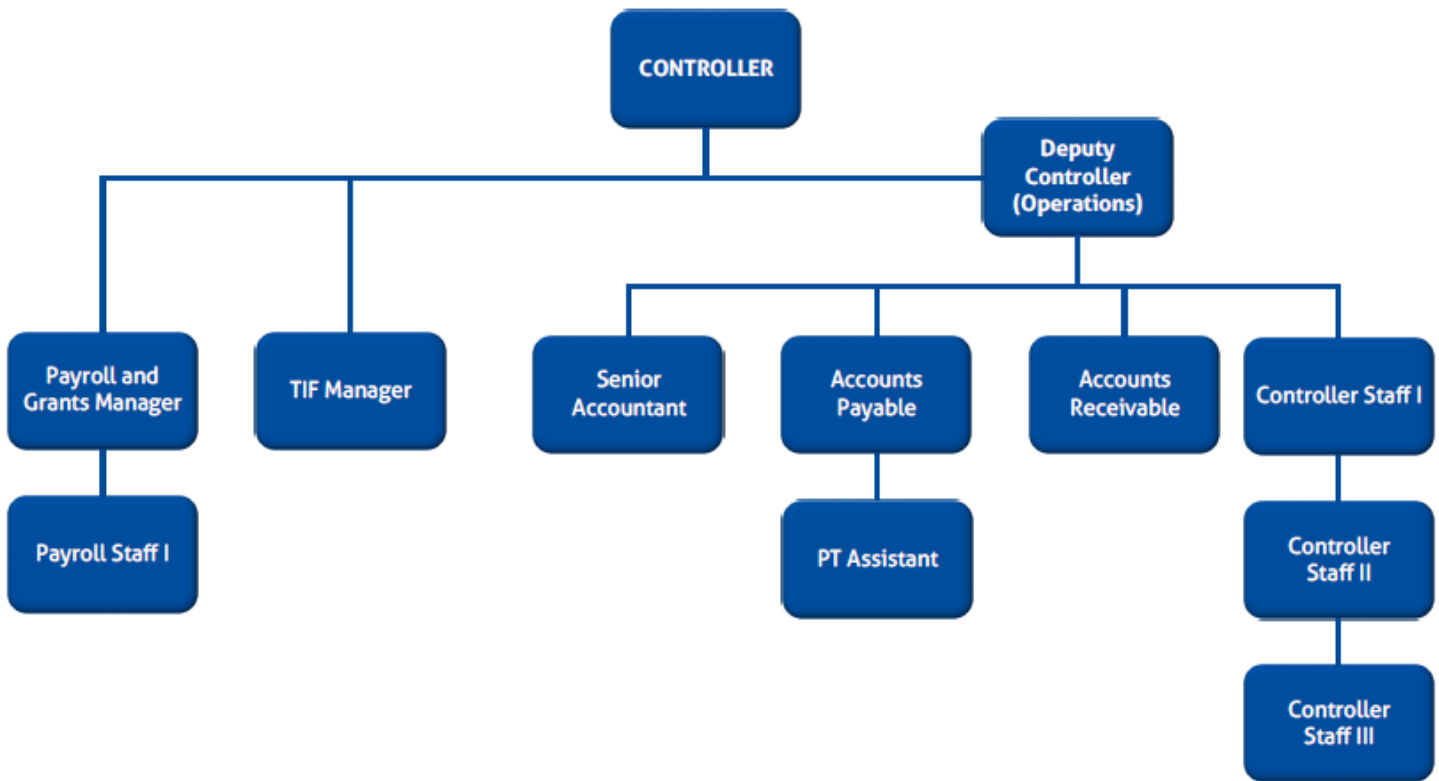 CONTROLLER
Deputy
Controller
(Operations)
Payroll and
Grants Manager
TIF Manager
Senior
Accountant
Accounts
Payable
Accounts
Receivable
Controller Staff I
Payroll Staff I
PT Assistant
Controller
Staff II
Controller
Staff III